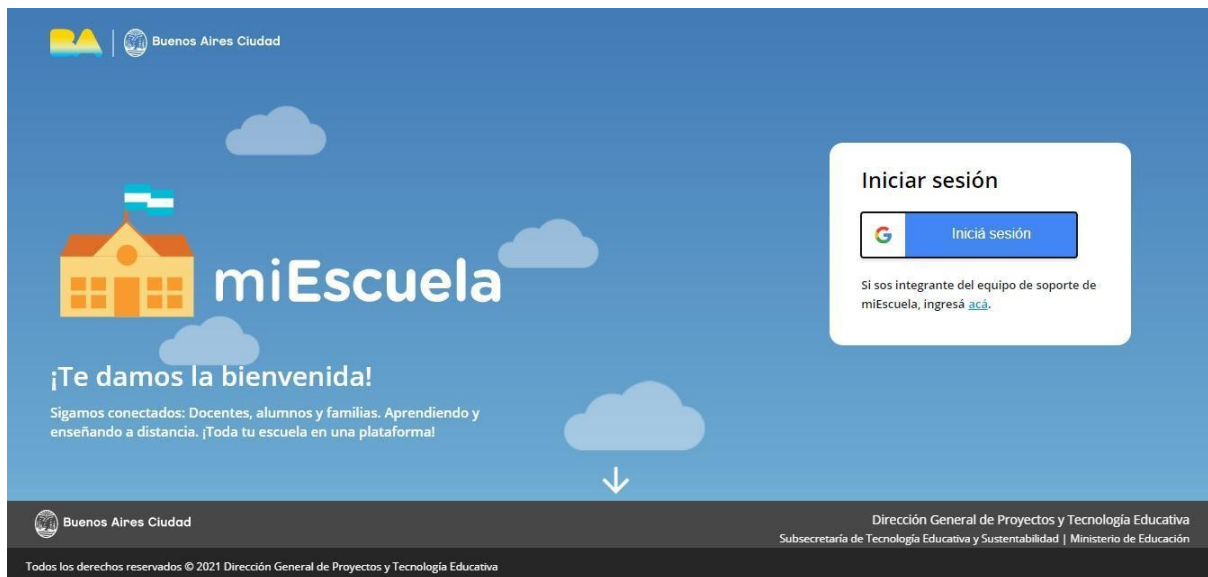 BA
Buenos Aires Ciudad
miEscuela
¡Te damos la bienvenida!
Sigamos conectados: Docentes, alumnos y familias. Aprendiendo y
enseñando a distancia. ¡Toda tu escuela en una plataforma!
Iniciar sesión
G
Iniciá sesión
Si sos integrante del equipo de soporte de
miEscuela, ingresá acá.
Buenos Aires Ciudad
Dirección General de Proyectos y Tecnología Educativa
Subsecretaría de Tecnología Educativa y Sustentabilidad | Ministerio de Educación
Todos los derechos reservados © 2021 Dirección General de Proyectos y Tecnología Educativa